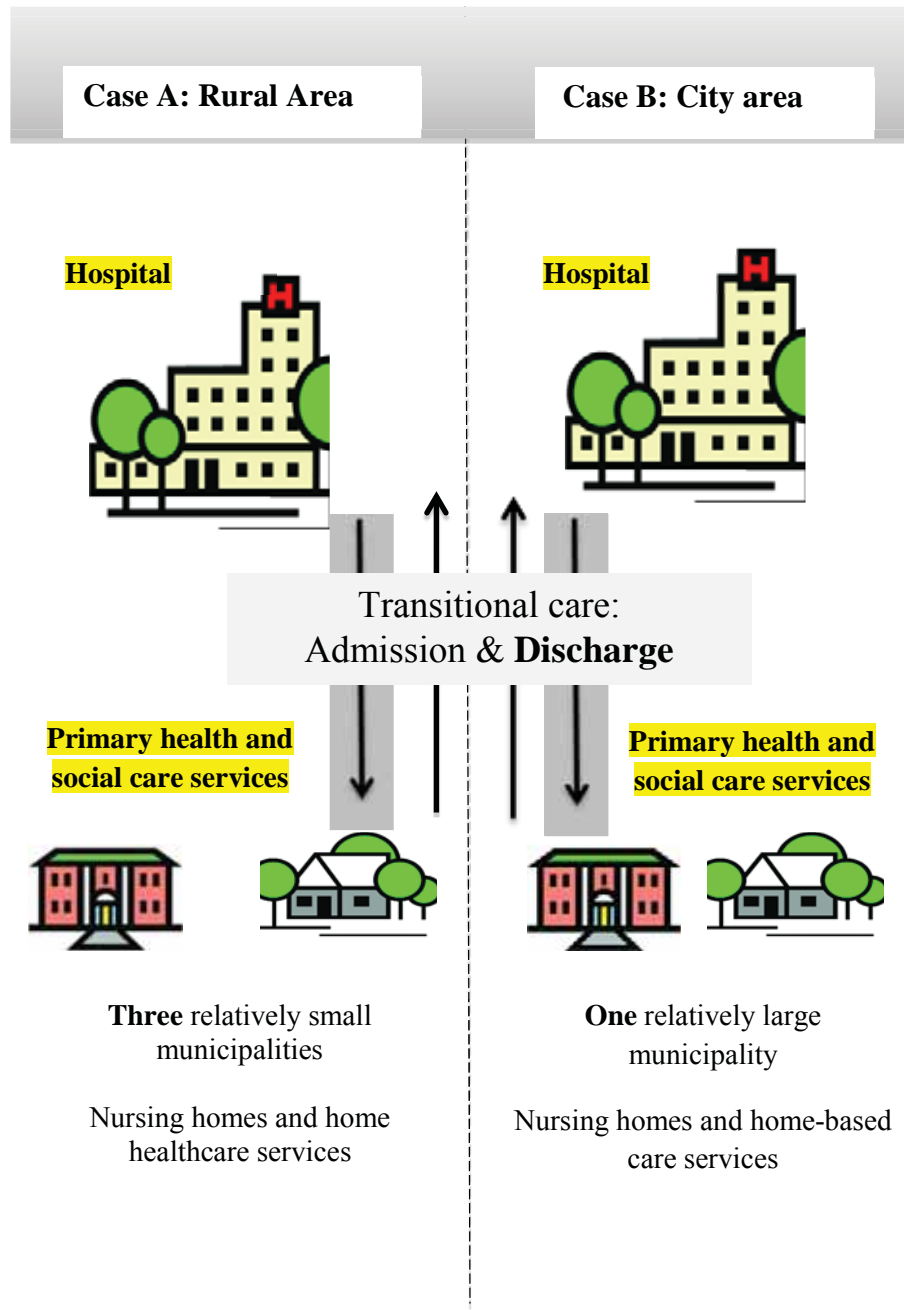 Case A: Rural Area
Case B: City area
Hospital
H
Hospital
H
Transitional care:
Admission & Discharge
Primary health and
social care services
Primary health and
social care services
Three relatively small
municipalities
Nursing homes and home
healthcare services
One relatively large
municipality
Nursing homes and home-based
care services